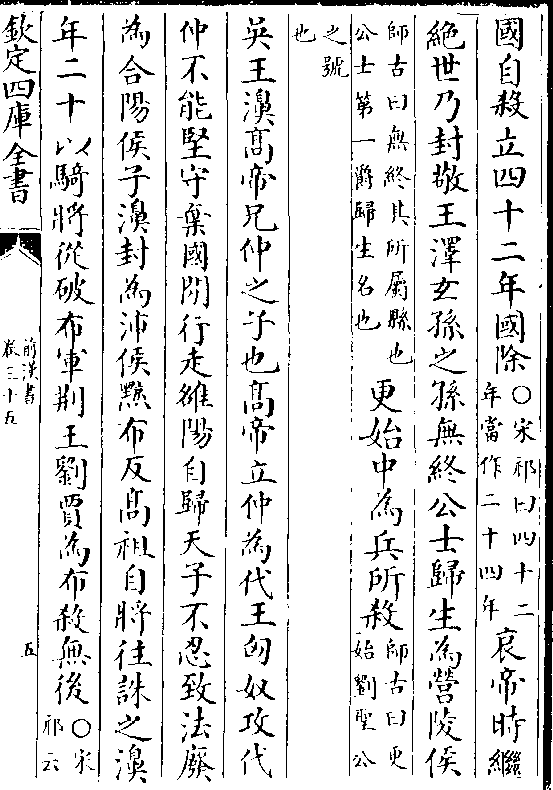 國自殺立四十二年國除○宋祁曰四十二年當作二十四年哀帝時繼
絶世乃封敬王澤玄孫之孫無終公士歸生為營陵侯
師古曰無終其所屬縣也公士第一爵歸生名也更始中為兵所殺師古曰更始劉聖公
之號也
吳王濞髙帝兄仲之子也髙帝立仲為代王匈奴攻代
仲不能堅守棄國間行走雒陽自歸天子不忍致法廢
為合陽侯子濞封為沛侯黥布反髙祖自將往誅之濞
年二十以騎將從破布軍荆王劉賈為布殺無後○宋祁云
欽定四庫全書
前漢書
卷三十五
五